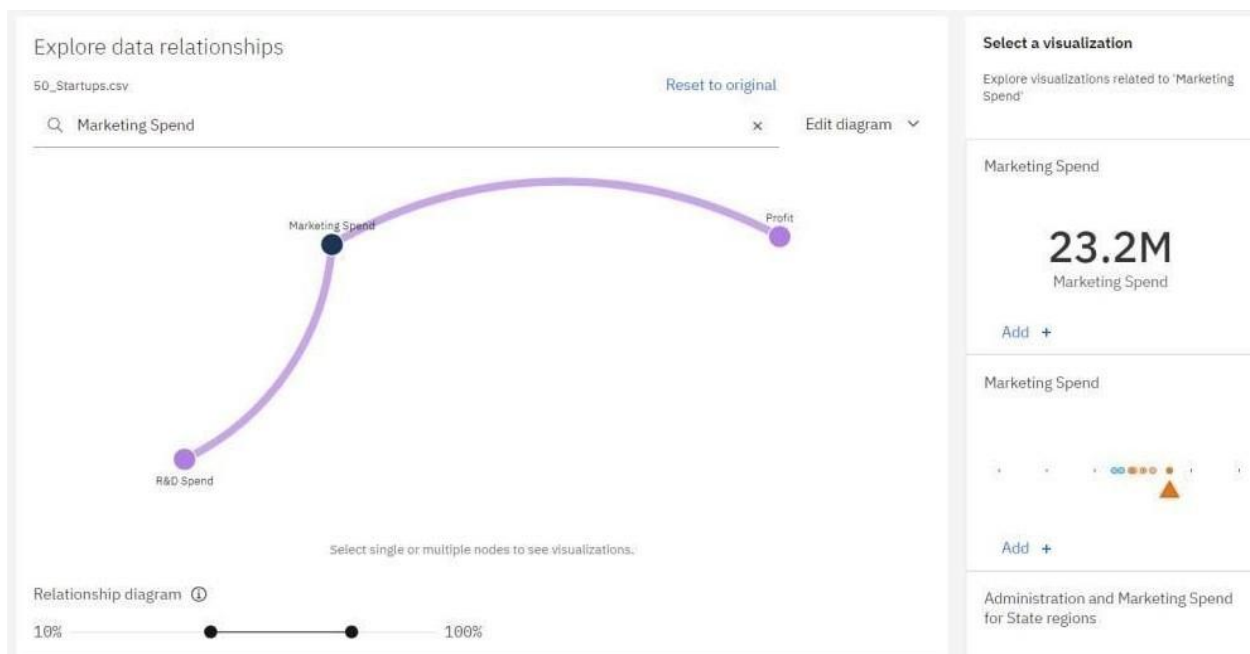 Explore data relationships
50_Startups.csv
Reset to original
Marketing Spend
Edit diagram
Marketing Spend
Profit
R&D Spend
Select single or multiple nodes to see visualizations.
Relationship diagram
10%
100%
Select a visualization
Explore visualizations related to 'Marketing
Spend'
Marketing Spend
23.2M
Marketing Spend
Add +
Marketing Spend
Add +
Administration and Marketing Spend
for State regions